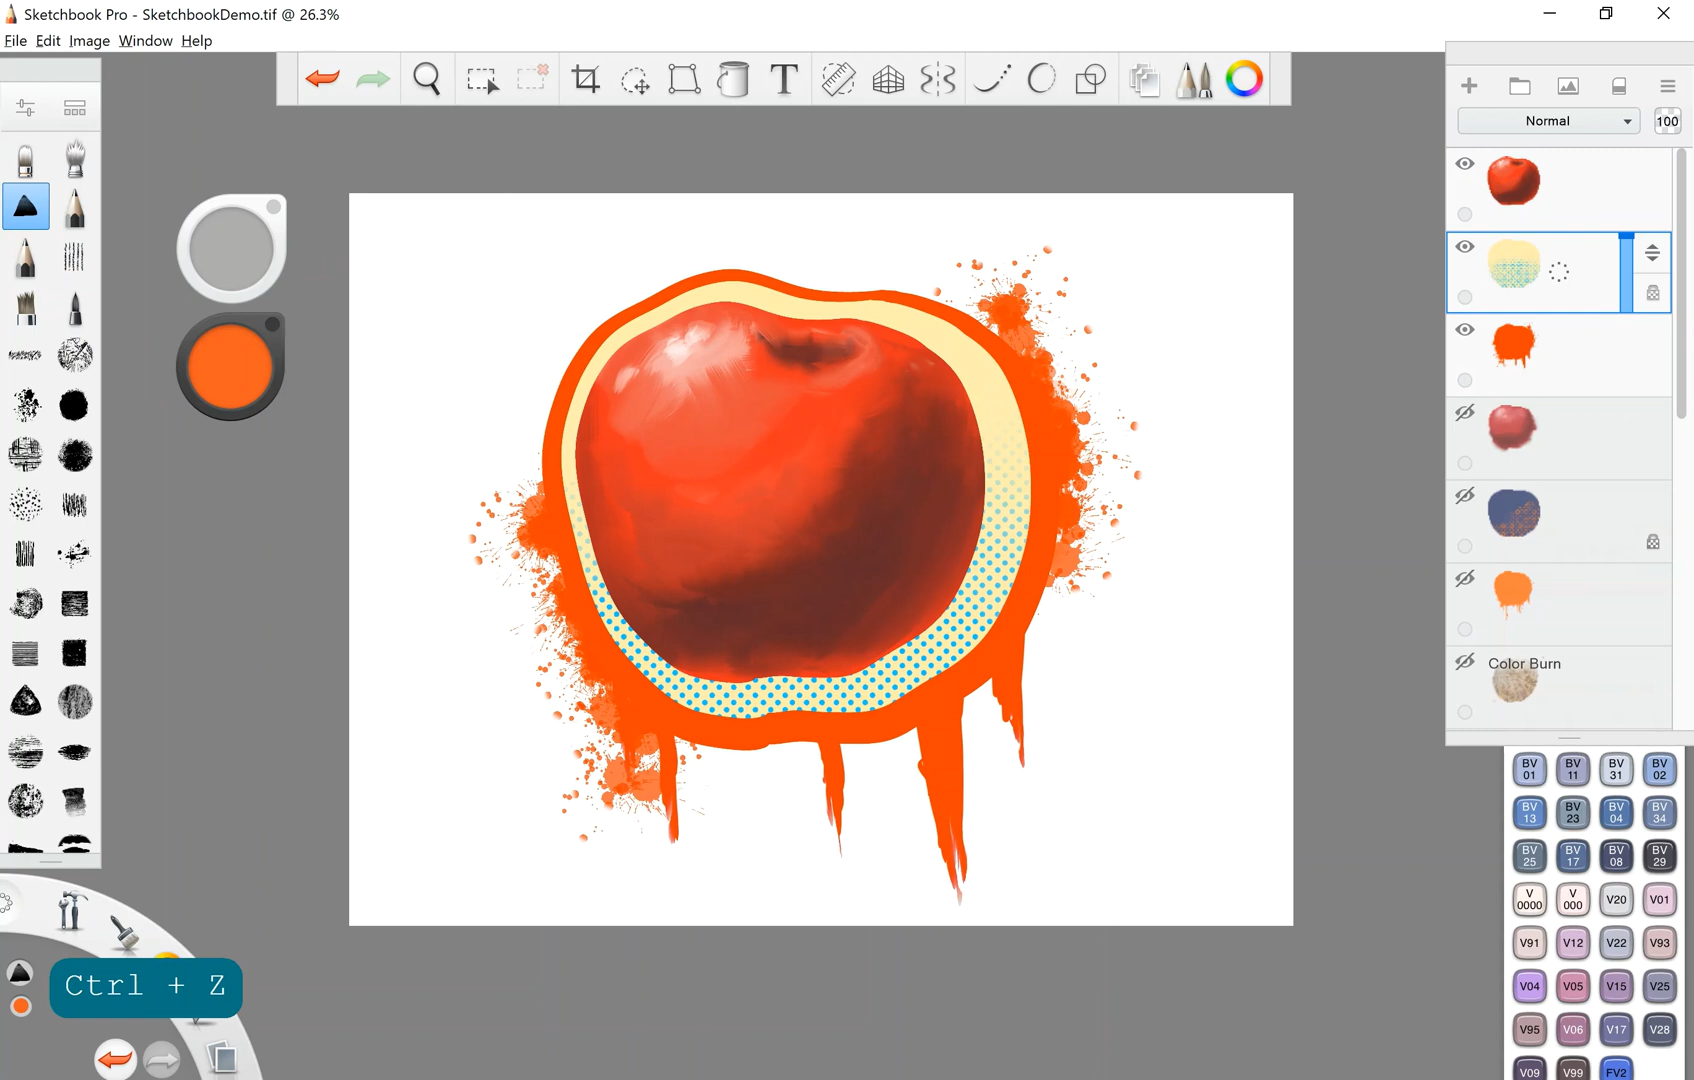 Sketchbook Pro - SketchbookDemo.tif @ 26.3%
File Edit Image Window Help
T
Normal 100
Color Burn
BV 01 BV 11 BV 31 BV 02
BV 13 BV 23 BV 04 BV 34
BV 25 BV 17 BV 08 BV 29
V 0000 V 000 V20 V01
V91 V12 V22 V93
V04 V05 V15 V25
V95 V06 V17 V28
V09 V99 FV2
Ctrl + Z